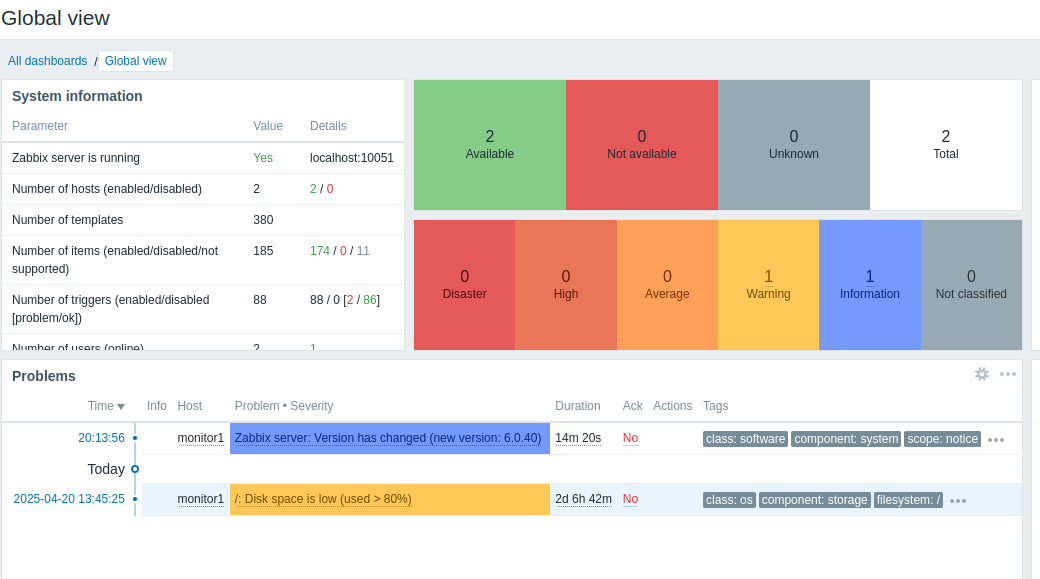 Global view
All dashboards / Global view
System information
Parameter Value Details
Zabbix server is running Yes localhost:10051
Number of hosts (enabled/disabled) 2 2 / 0
Number of templates 380
Number of items (enabled/disabled/not supported) 185 174 / 0 / 11
Number of triggers (enabled/disabled [problem/ok]) 88 88 / 0 [2 / 86]
Number of users (online) 2 1
2 0 0 2
Available Not available Unknown Total
0 0 0 1 1 0
Disaster High Average Warning Information Not classified
Problems
Time Info Host Problem • Severity Duration Ack Actions Tags
20:13:56 monitor1 Zabbix server: Version has changed (new version: 6.0.40) 14m 20s No class: software component: system scope: notice
Today
2025-04-20 13:45:25 monitor1 /: Disk space is low (used > 80%) 2d 6h 42m No class: os component: storage filesystem: /